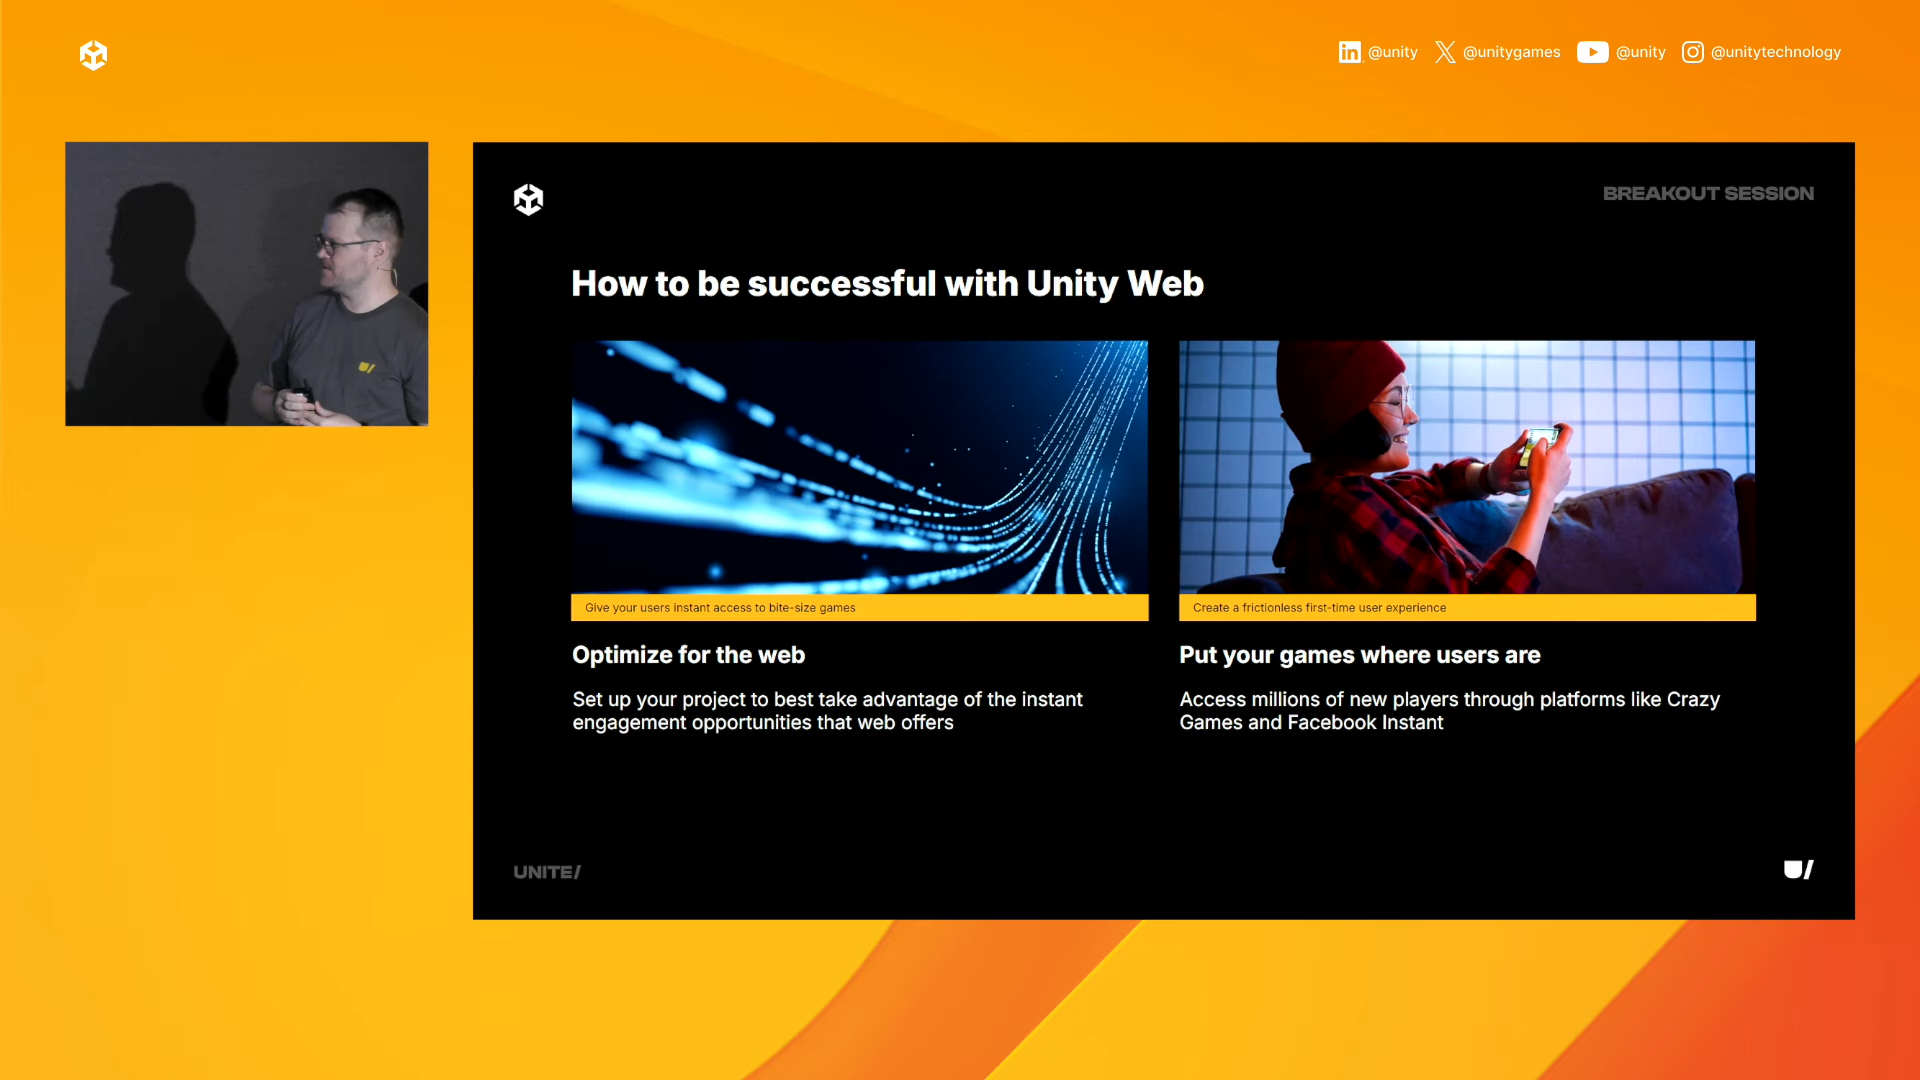 @unity @unitygames @unity @unitytechnology
BREAKOUT SESSION
How to be successful with Unity Web
Give your users instant access to bite-size games
Create a frictionless first-time user experience
Optimize for the web
Put your games where users are
Set up your project to best take advantage of the instant
engagement opportunities that web offers
Access millions of new players through platforms like Crazy
Games and Facebook Instant
UNITE/
U/